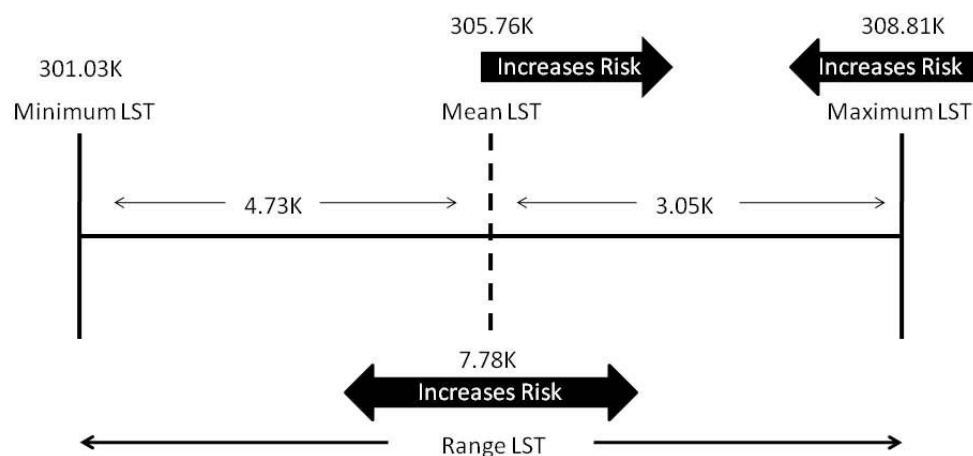 305.76K
308.81K
Increases Risk
Increases Risk
301.03K
Minimum LST
Mean LST
Maximum LST
4.73K
3.05K
7.78K
Increases Risk
Range LST